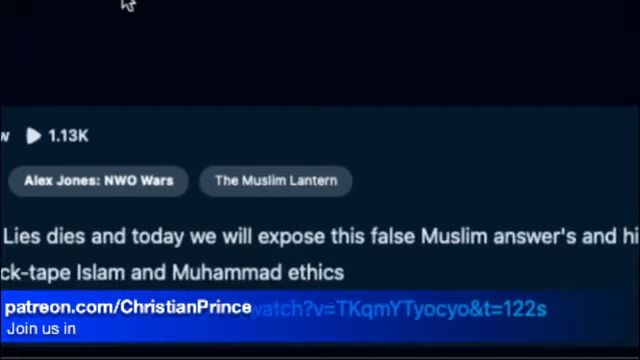 1.13K
Alex Jones: NWO Wars The Muslim Lantern
Lies dies and today we will expose this false Muslim answer's and hi
ck-tape Islam and Muhammad ethics
patreon.com/ChristianPrince watch?v=TKqmYTyocyo&t=122s
Join us in